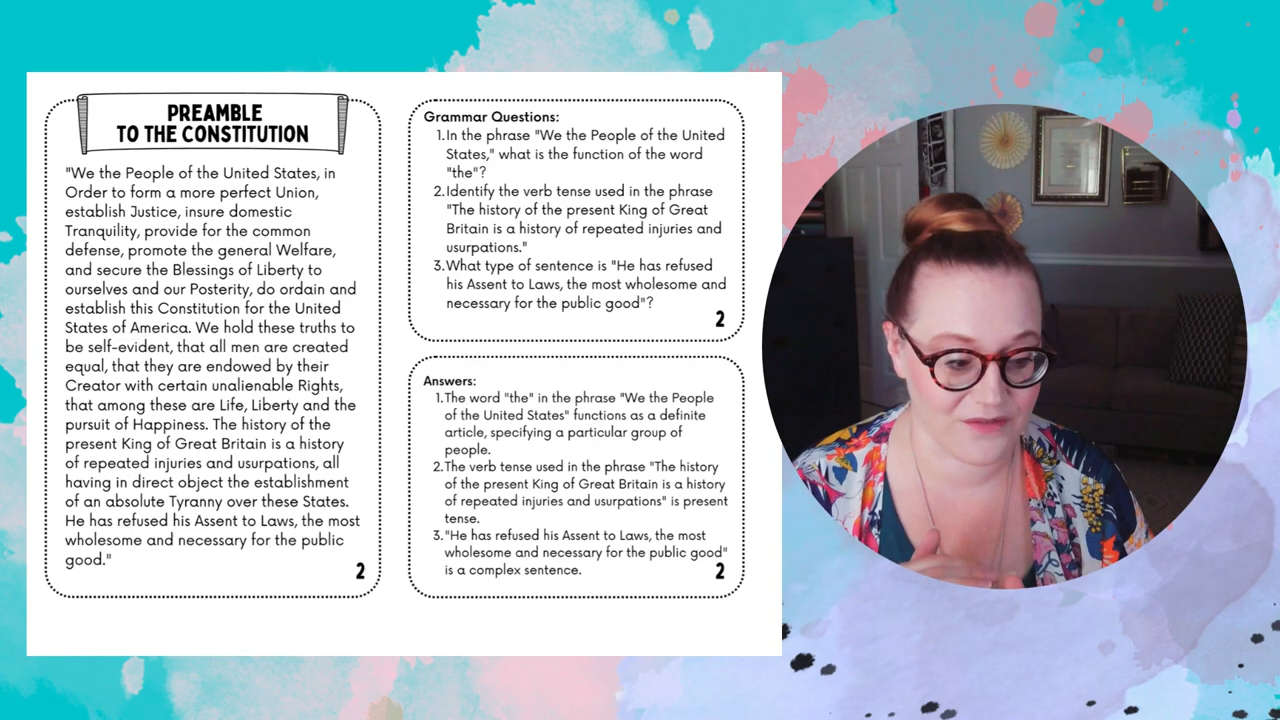 PREAMBLE
TO THE CONSTITUTION
"We the People of the United States, in
Order to form a more perfect Union,
establish Justice, insure domestic
Tranquility, provide for the common
defense, promote the general Welfare,
and secure the Blessings of Liberty to
ourselves and our Posterity, do ordain and
establish this Constitution for the United
States of America. We hold these truths to
be self-evident, that all men are created
equal, that they are endowed by their
Creator with certain unalienable Rights,
that among these are Life, Liberty and the
pursuit of Happiness. The history of the
present King of Great Britain is a history
of repeated injuries and usurpations, all
having in direct object the establishment
of an absolute Tyranny over these States.
He has refused his Assent to Laws, the most
wholesome and necessary for the public
good."
2
Grammar Questions:
1.In the phrase "We the People of the United
States," what is the function of the word
"the"?
2.Identify the verb tense used in the phrase
"The history of the present King of Great
Britain is a history of repeated injuries and
usurpations."
3.What type of sentence is "He has refused
his Assent to Laws, the most wholesome and
necessary for the public good"?
2
Answers:
1.The word "the" in the phrase "We the People
of the United States" functions as a definite
article, specifying a particular group of
people.
2.The verb tense used in the phrase "The history
of the present King of Great Britain is a history
of repeated injuries and usurpations" is present
tense.
3."He has refused his Assent to Laws, the most
wholesome and necessary for the public good"
is a complex sentence.
2